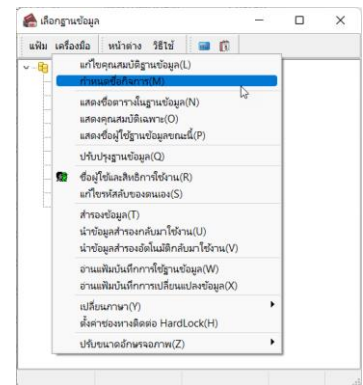 เลือกฐานข้อมูล
แฟ้ม เครื่องมือ หน้าต่าง วิธีใช้
แก้ไขคุณสมบัติฐานข้อมูล(L)
กำหนดชื่อกิจการ(M)
แสดงชื่อตารางในฐานข้อมูล(N)
แสดงคุณสมบัติเฉพาะ(O)
แสดงชื่อผู้ใช้ฐานข้อมูลขณะนี้(P)
ปรับปรุงฐานข้อมูล(Q)
ชื่อผู้ใช้และสิทธิการใช้งาน(R)
แก้ไขรหัสลับของตนเอง(S)
สำรองข้อมูล(T)
นำข้อมูลสำรองกลับมาใช้งาน(U)
นำข้อมูลสำรองอัตโนมัติกลับมาใช้งาน(V)
อ่านแฟ้มบันทึกการใช้ฐานข้อมูล(W)
อ่านแฟ้มบันทึกการเปลี่ยนแปลงข้อมูล(X)
เปลี่ยนภาษา(Y)
ตั้งค่าช่องทางติดต่อ HardLock(H)
ปรับขนาดอักษรจอภาพ(Z)